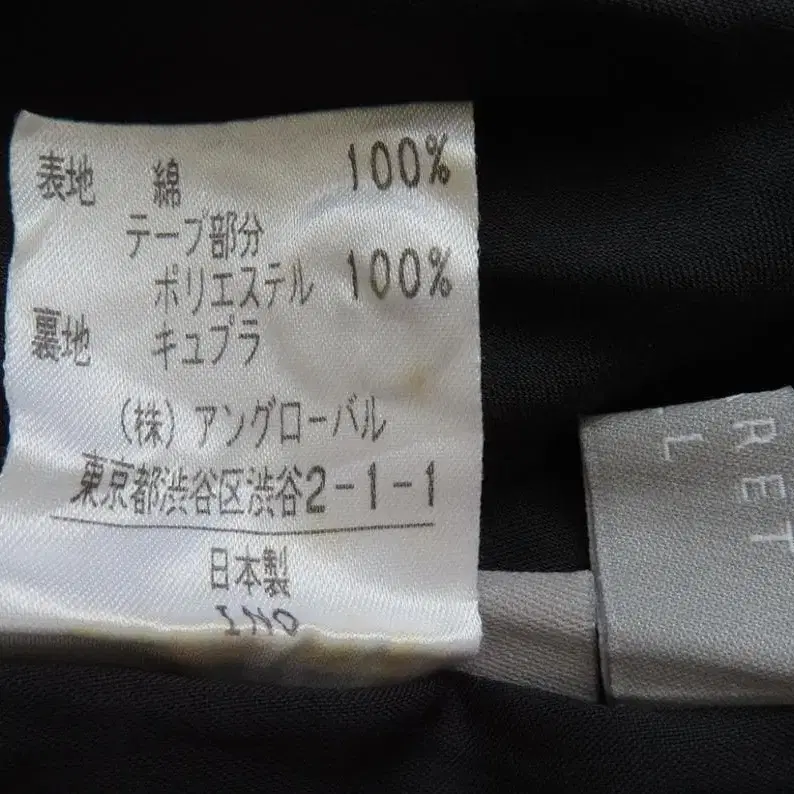 表地 綿 100%
テープ部分
ポリエステル 100%
裏地 キュプラ
(株) アングローバル
東京都渋谷区渋谷2-1-1
日本製
RET
L